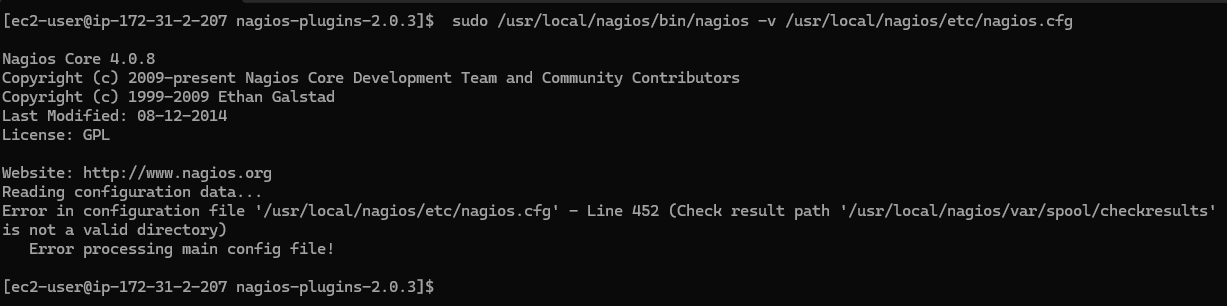 [ec2-user@ip-172-31-2-207 nagios-plugins-2.0.3]$  sudo /usr/local/nagios/bin/nagios -v /usr/local/nagios/etc/nagios.cfg
Nagios Core 4.0.8
Copyright (c) 2009-present Nagios Core Development Team and Community Contributors
Copyright (c) 1999-2009 Ethan Galstad
Last Modified: 08-12-2014
License: GPL
Website: http://www.nagios.org
Reading configuration data...
Error in configuration file '/usr/local/nagios/etc/nagios.cfg' - Line 452 (Check result path '/usr/local/nagios/var/spool/checkresults'
is not a valid directory)
   Error processing main config file!
[ec2-user@ip-172-31-2-207 nagios-plugins-2.0.3]$